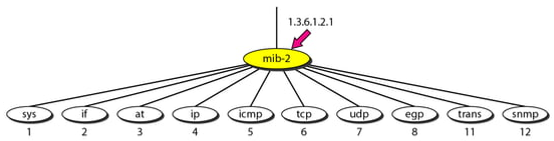 1.3.6.1.2.1
mib-2
sys if at ip icmp tcp udp egp trans snmp
1 2 3 4 5 6 7 8 11 12